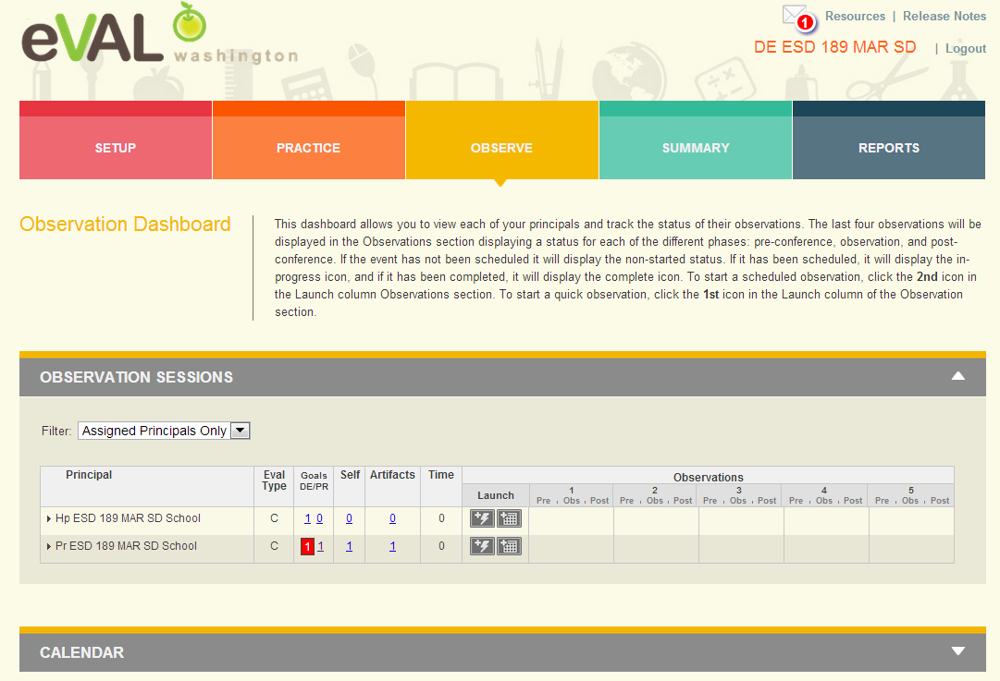 eVAL
washington
1
Resources | Release Notes
DE ESD 189 MAR SD | Logout
SETUP
PRACTICE
OBSERVE
SUMMARY
REPORTS
Observation Dashboard
This dashboard allows you to view each of your principals and track the status of their observations. The last four observations will be
displayed in the Observations section displaying a status for each of the different phases: pre-conference, observation, and post-
conference. If the event has not been scheduled it will display the non-started status. If it has been scheduled, it will display the in-
progress icon, and if it has been completed, it will display the complete icon. To start a scheduled observation, click the 2nd icon in
the Launch column Observations section. To start a quick observation, click the 1st icon in the Launch column of the Observation
section.
OBSERVATION SESSIONS
Filter: Assigned Principals Only
Principal
Eval
Type
Goals
DE/PR
Self
Artifacts
Time
Observations
Launch
1
Pre , Obs , Post
2
Pre , Obs , Post
3
Pre , Obs , Post
4
Pre , Obs , Post
5
Pre , Obs , Post
Hp ESD 189 MAR SD School C 1 0 0 0 0
Pr ESD 189 MAR SD School C 1 1 1 1 0
CALENDAR